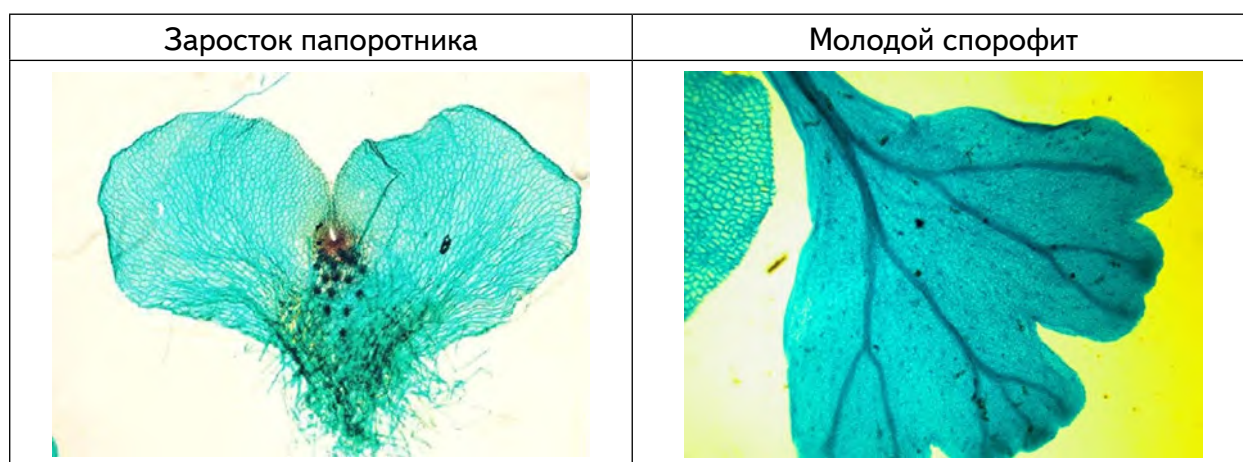 Заросток папоротника
Молодой спорофит